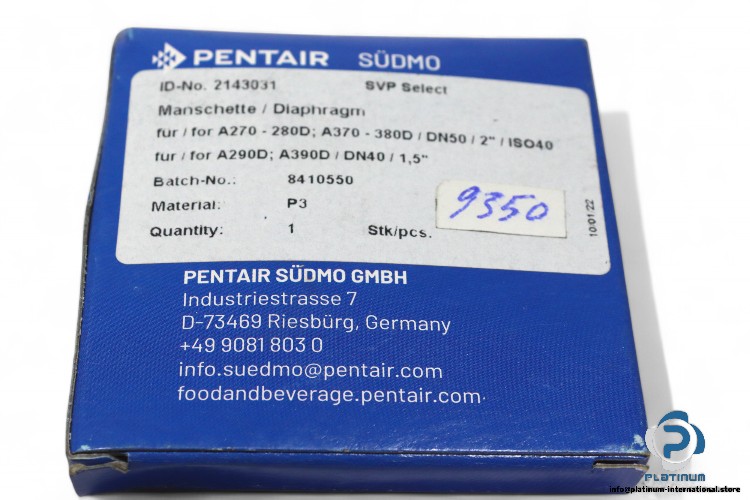 PENTAIR SÜDMO
ID-No. 2143031 SVP Select
Manschette / Diaphragm
für / for A270 - 280D; A370 - 380D / DN50 / 2" / ISO40
für / for A290D; A390D / DN40 / 1,5"
Batch-No.: 8410550
Material: P3
Quantity: 1 Stk/pcs.
9350
10/01/22
PENTAIR SÜDMO GMBH
Industriestrasse 7
D-73469 Riesbürg, Germany
+49 9081 803 0
info.suedmo@pentair.com
foodandbeverage.pentair.com
PLATINUM
info@platinum-international.store